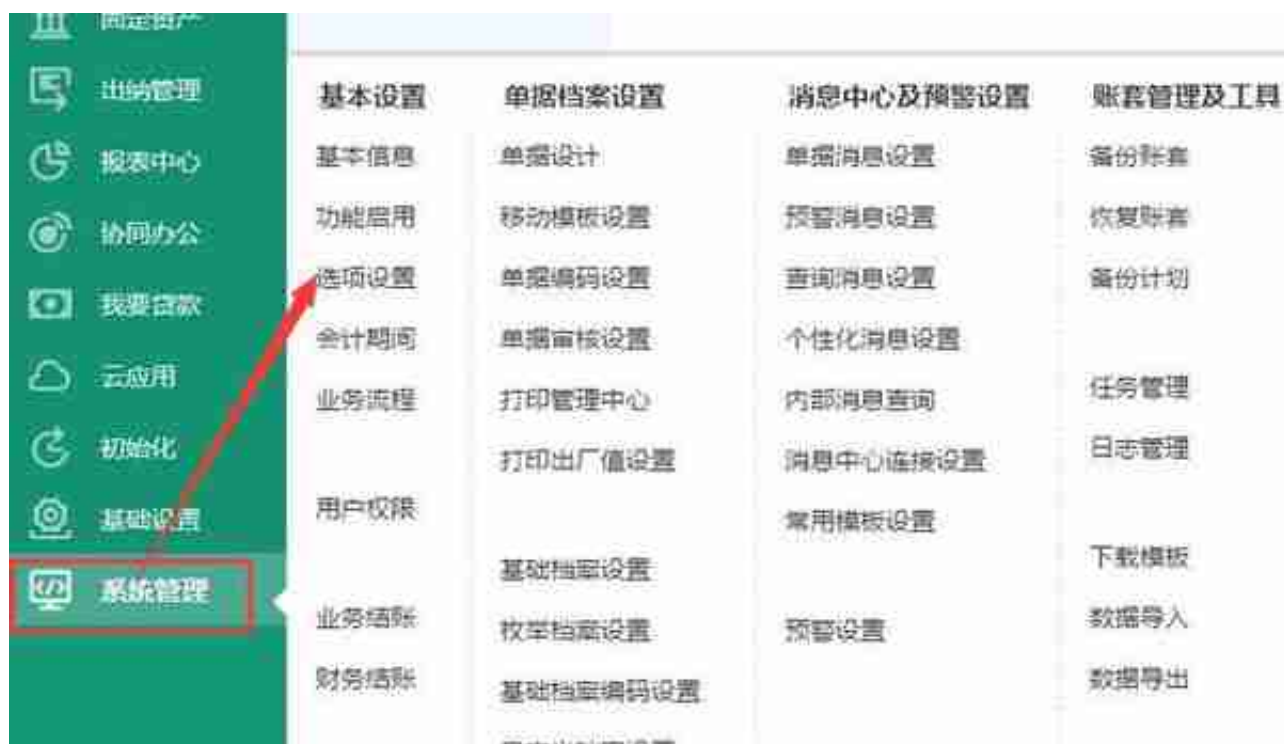 固定资产
出纳管理
报表中心
协同办公
我要贷款
云应用
初始化
基础设置
系统管理
基本设置
基本信息
功能启用
选项设置
会计期间
业务流程
用户权限
业务结账
财务结账
单据档案设置
单据设计
移动模板设置
单据编码设置
单据审核设置
打印管理中心
打印出厂值设置
基础档案设置
枚举档案设置
基础档案编码设置
消息中心及预警设置
单据消息设置
预警消息设置
查询消息设置
个性化消息设置
内部消息查询
消息中心连接设置
常用模板设置
预警设置
账套管理及工具
备份账套
恢复账套
备份计划
任务管理
日志管理
下载模板
数据导入
数据导出